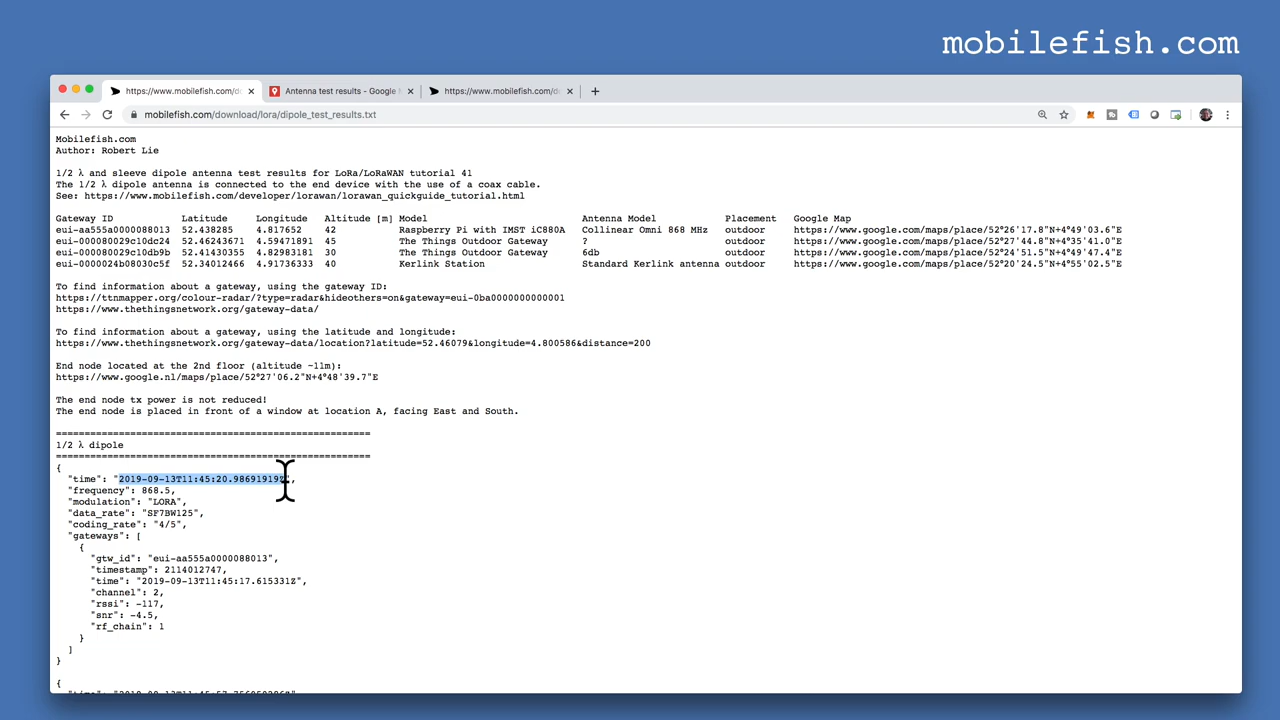 mobilefish.com
https://www.mobilefish.com/de
Antenna test results - Google M
https://www.mobilefish.com/de
mobilefish.com/download/lora/dipole_test_results.txt
Mobilefish.com
Author: Robert Lie
1/2 λ and sleeve dipole antenna test results for LoRa/LoRaWAN tutorial 41
The 1/2 λ dipole antenna is connected to the end device with the use of a coax cable.
See: https://www.mobilefish.com/developer/lorawan/lorawan_quickguide_tutorial.html
Gateway ID Latitude Longitude Altitude [m] Model Antenna Model Placement Google Map
eui-aa555a0000088013 52.438285 4.817652 42 Raspberry Pi with IMST iC880A Collinear Omni 868 MHz outdoor https://www.google.com/maps/place/52°26'17.8"N+4°49'03.6"E
eui-000080029c10dc24 52.46243671 4.59471891 45 The Things Outdoor Gateway ? outdoor https://www.google.com/maps/place/52°27'44.8"N+4°35'41.0"E
eui-000080029c10db9b 52.41430355 4.82983181 30 The Things Outdoor Gateway 6db outdoor https://www.google.com/maps/place/52°24'51.5"N+4°49'47.4"E
eui-0000024b08030c5f 52.34012466 4.91736333 40 Kerlink Station Standard Kerlink antenna outdoor https://www.google.com/maps/place/52°20'24.5"N+4°55'02.5"E
To find information about a gateway, using the gateway ID:
https://ttnmapper.org/colour-radar/?type=radar&hideothers=on&gateway=eui-0ba0000000000001
https://www.thethingsnetwork.org/gateway-data/
To find information about a gateway, using the latitude and longitude:
https://www.thethingsnetwork.org/gateway-data/location?latitude=52.46079&longitude=4.800586&distance=200
End node located at the 2nd floor (altitude ~11m):
https://www.google.nl/maps/place/52°27'06.2"N+4°48'39.7"E
The end node tx power is not reduced!
The end node is placed in front of a window at location A, facing East and South.
=======================================================
1/2 λ dipole
=======================================================
{
"time": "2019-09-13T11:45:20.98691919Z",
"frequency": 868.5,
"modulation": "LORA",
"data_rate": "SF7BW125",
"coding_rate": "4/5",
"gateways": [
{
"gtw_id": "eui-aa555a0000088013",
"timestamp": 2114012747,
"time": "2019-09-13T11:45:17.615331Z",
"channel": 2,
"rssi": -117,
"snr": -4.5,
"rf_chain": 1
}
]
}
{